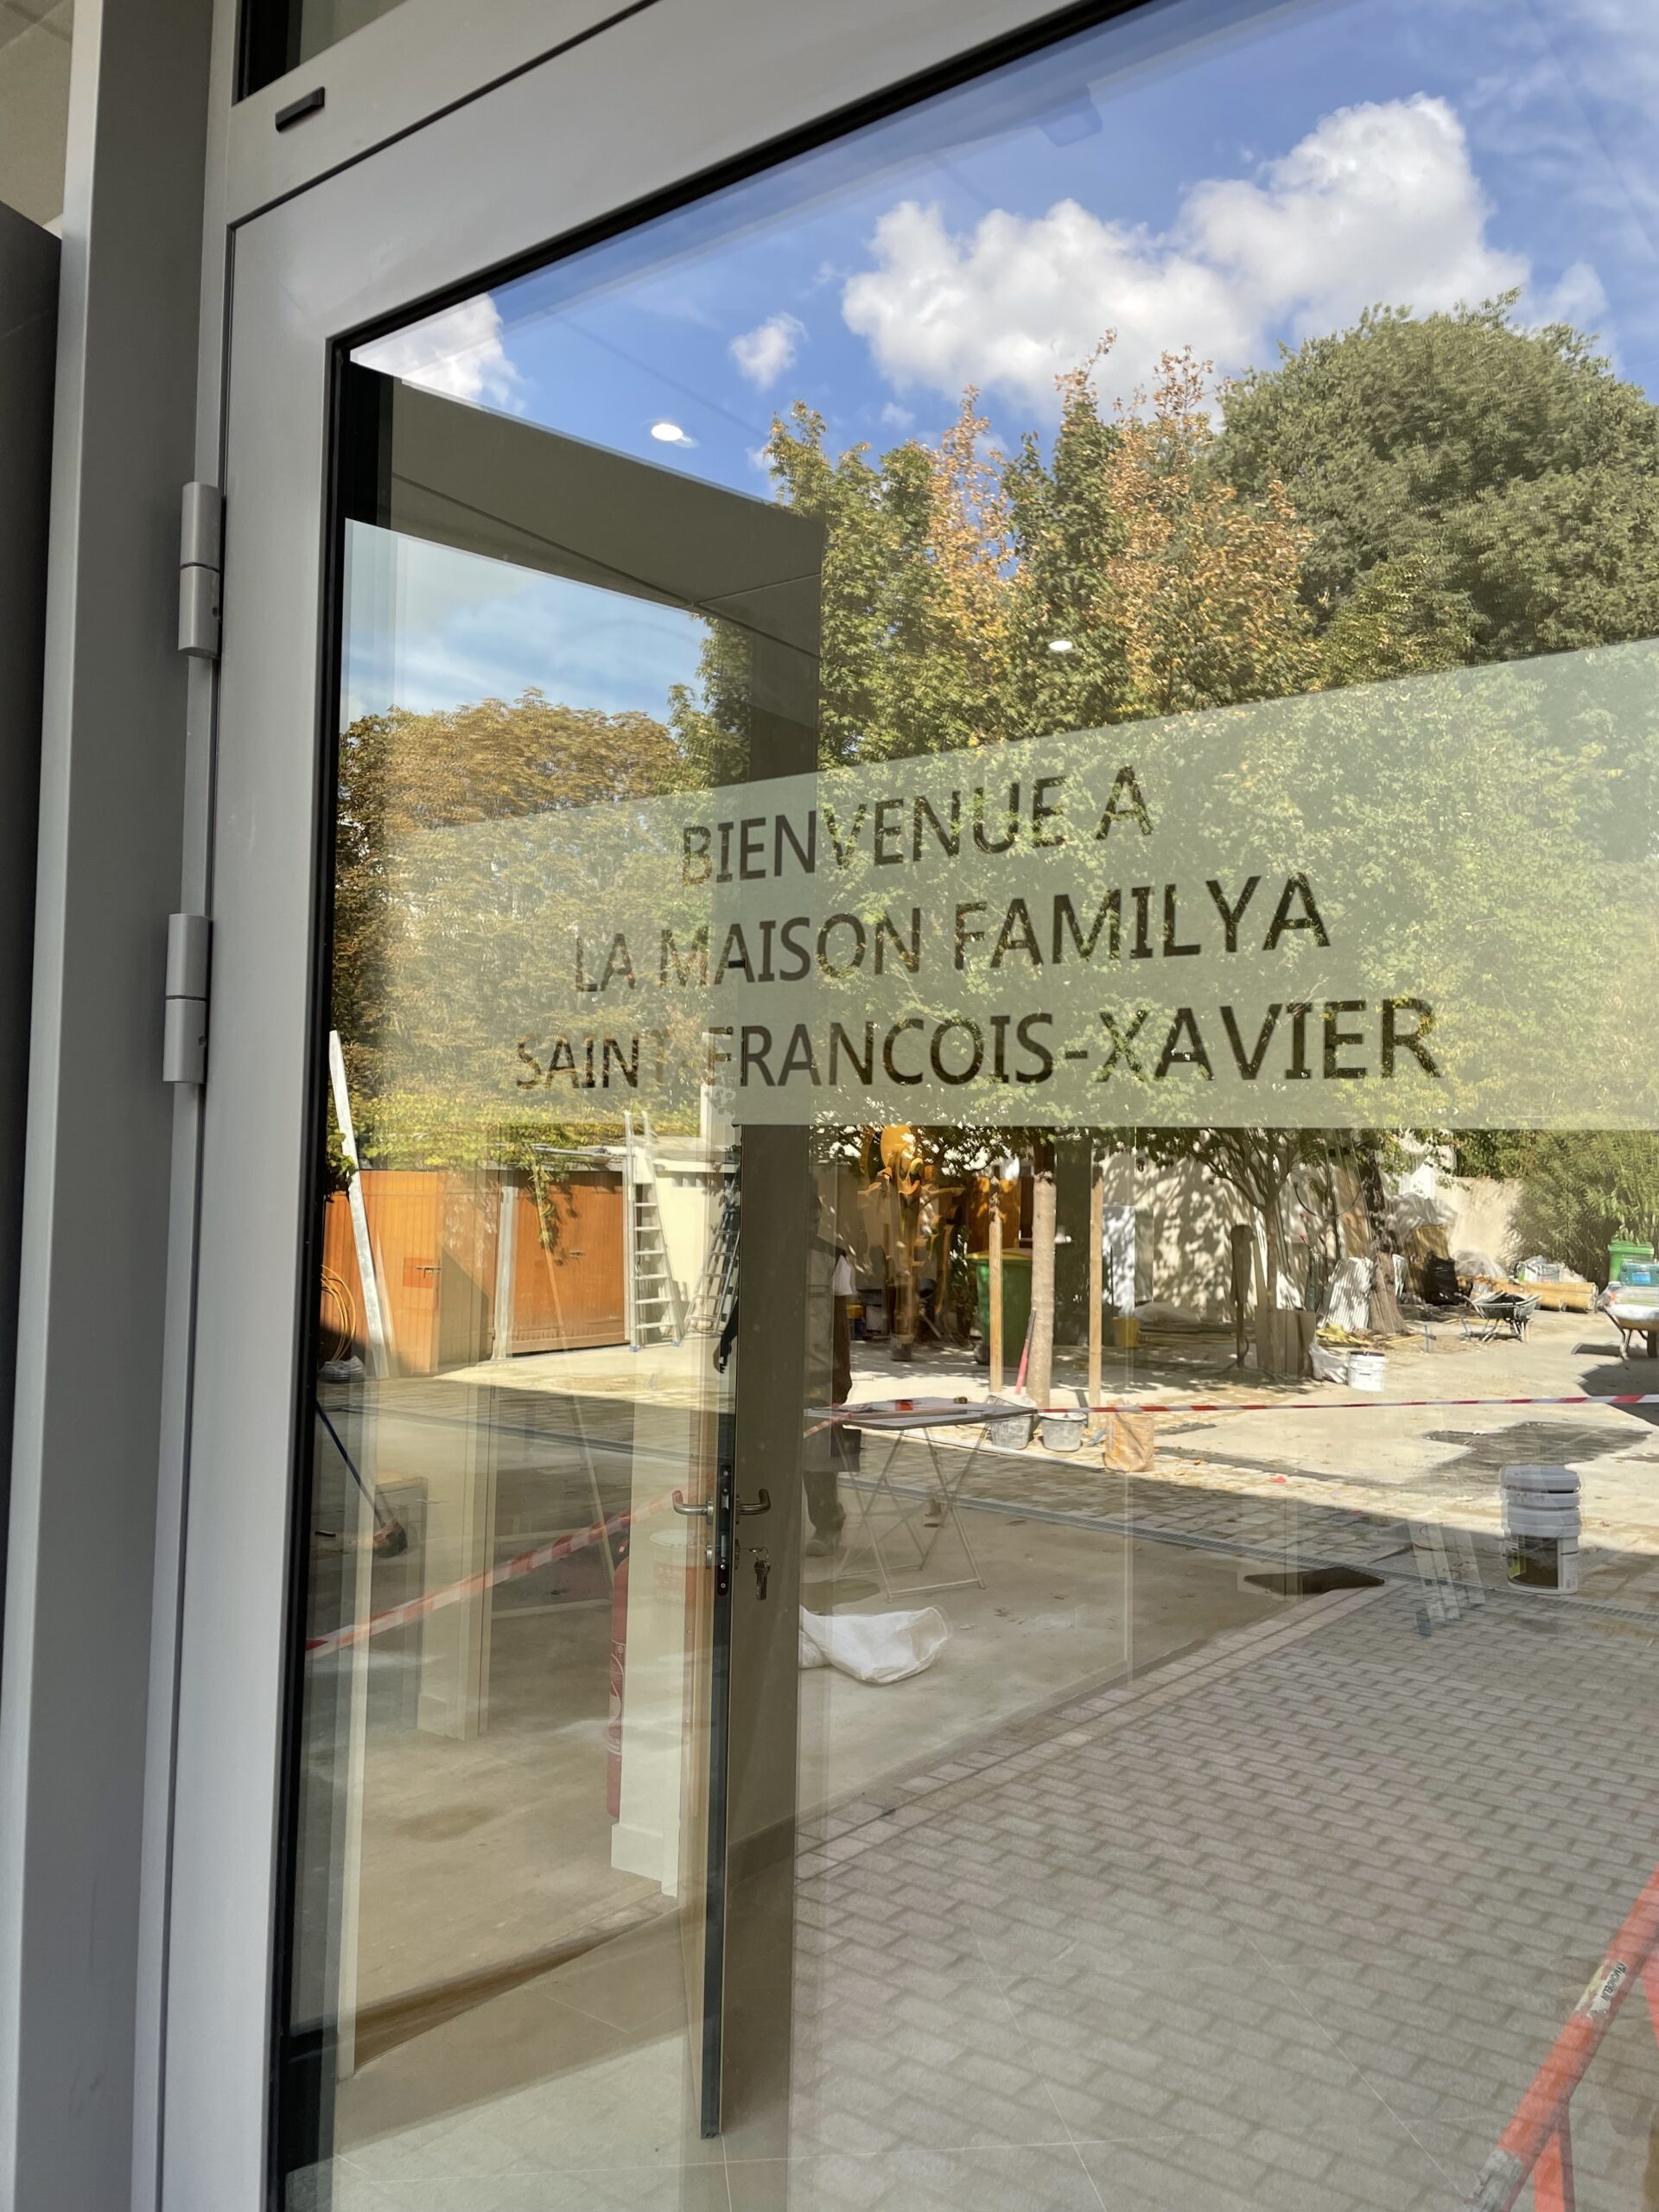 BIENVENUE A
LA MAISON FAMILYA
SAINT-FRANCOIS-XAVIER